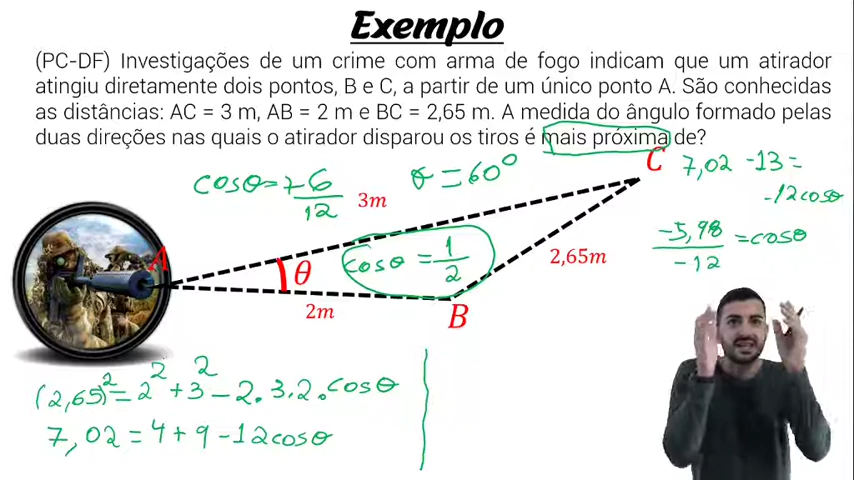 Exemplo
(PC-DF) Investigações de um crime com arma de fogo indicam que um atirador
atingiu diretamente dois pontos, B e C, a partir de um único ponto A. São conhecidas
as distâncias: AC = 3 m, AB = 2 m e BC = 2,65 m. A medida do ângulo formado pelas
duas direções nas quais o atirador disparou os tiros é mais próxima de?
C
7,02 -13 =
-12cosθ
-5,98/-12 = cosθ
cosθ = +6/12
θ = 60°
3m
A
θ
cosθ = 1/2
2,65m
2m
B
(2,65)² = 2² + 3² - 2.3.2.cosθ
7,02 = 4 + 9 - 12cosθ